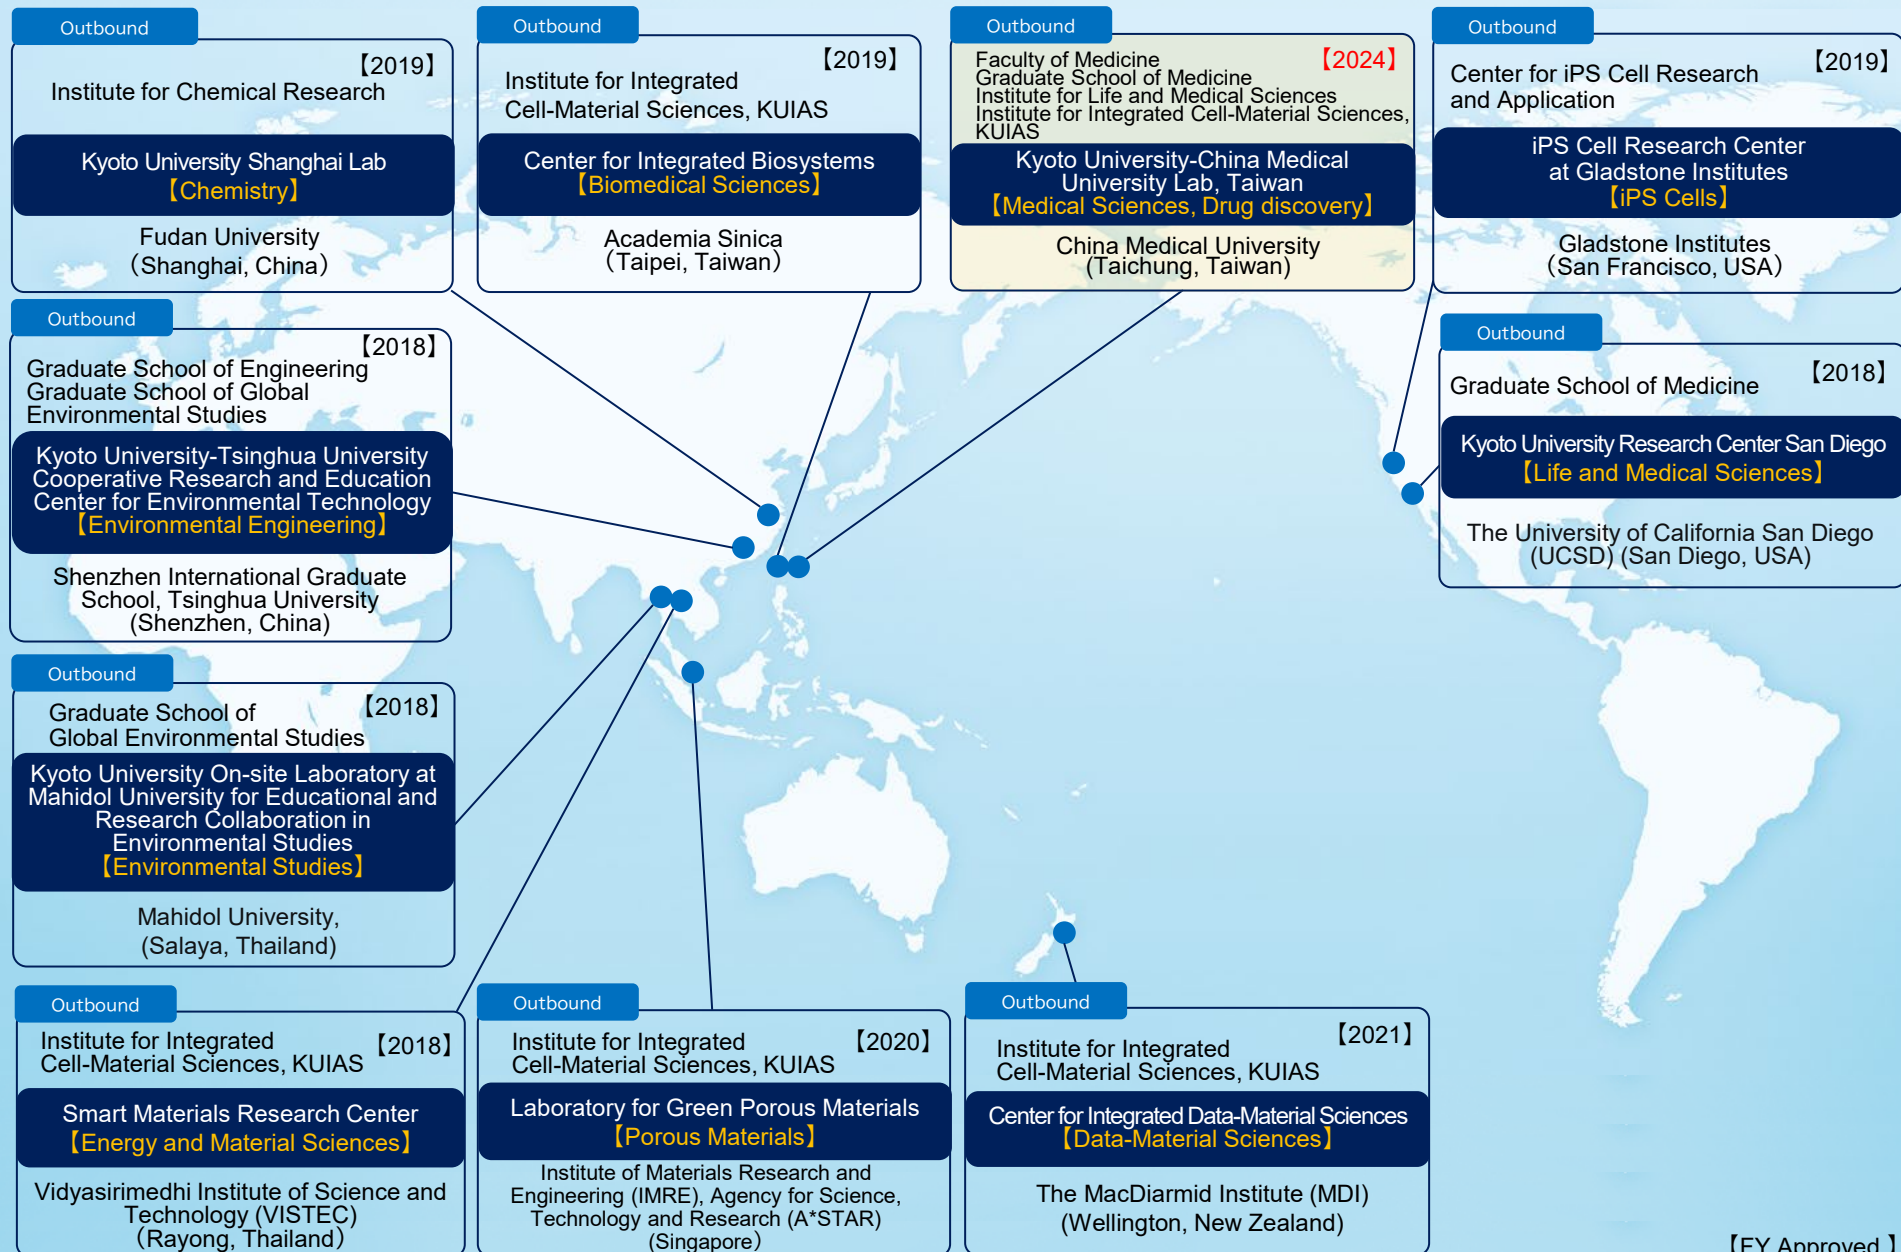 Outbound
【2019】
Institute for Chemical Research
Kyoto University Shanghai Lab
【Chemistry】
Fudan University
（Shanghai, China）
Outbound
【2019】
Institute for Integrated
Cell-Material Sciences, KUIAS
Center for Integrated Biosystems
【Biomedical Sciences】
Academia Sinica
（Taipei, Taiwan）
Outbound
【2024】
Faculty of Medicine
Graduate School of Medicine
Institute for Life and Medical Sciences
Institute for Integrated Cell-Material Sciences,
KUIAS
Kyoto University-China Medical
University Lab, Taiwan
【Medical Sciences, Drug discovery】
China Medical University
(Taichung, Taiwan)
Outbound
【2019】
Center for iPS Cell Research
and Application
iPS Cell Research Center
at Gladstone Institutes
【iPS Cells】
Gladstone Institutes
（San Francisco, USA）
Outbound
【2018】
Graduate School of Engineering
Graduate School of Global
Environmental Studies
Kyoto University-Tsinghua University
Cooperative Research and Education
Center for Environmental Technology
【Environmental Engineering】
Shenzhen International Graduate
School, Tsinghua University
(Shenzhen, China)
Outbound
【2018】
Graduate School of Medicine
Kyoto University Research Center San Diego
【Life and Medical Sciences】
The University of California San Diego
(UCSD) (San Diego, USA)
Outbound
【2018】
Graduate School of
Global Environmental Studies
Kyoto University On-site Laboratory at
Mahidol University for Educational and
Research Collaboration in
Environmental Studies
【Environmental Studies】
Mahidol University,
(Salaya, Thailand)
Outbound
Institute for Integrated
Cell-Material Sciences, KUIAS 【2018】
Smart Materials Research Center
【Energy and Material Sciences】
Vidyasirimedhi Institute of Science and
Technology (VISTEC)
（Rayong, Thailand）
Outbound
Institute for Integrated 【2020】
Cell-Material Sciences, KUIAS
Laboratory for Green Porous Materials
【Porous Materials】
Institute of Materials Research and
Engineering (IMRE), Agency for Science,
Technology and Research (A*STAR)
(Singapore）
Outbound
【2021】
Institute for Integrated
Cell-Material Sciences, KUIAS
Center for Integrated Data-Material Sciences
【Data-Material Sciences】
The MacDiarmid Institute (MDI)
(Wellington, New Zealand)
【FY Approved 】